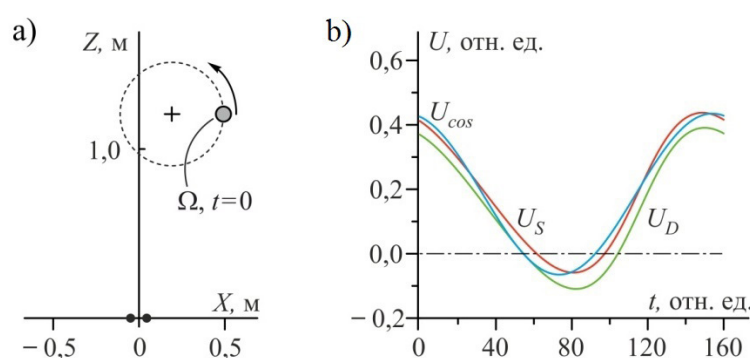 a)
Z, м
1,0
Ω, t=0
X, м
− 0,5
0
0,5
b)
U, отн. ед.
0,6
U_cos
0,4
0,2
U_S
U_D
0,0
t, отн. ед.
− 0,2
0
40
80
120
160